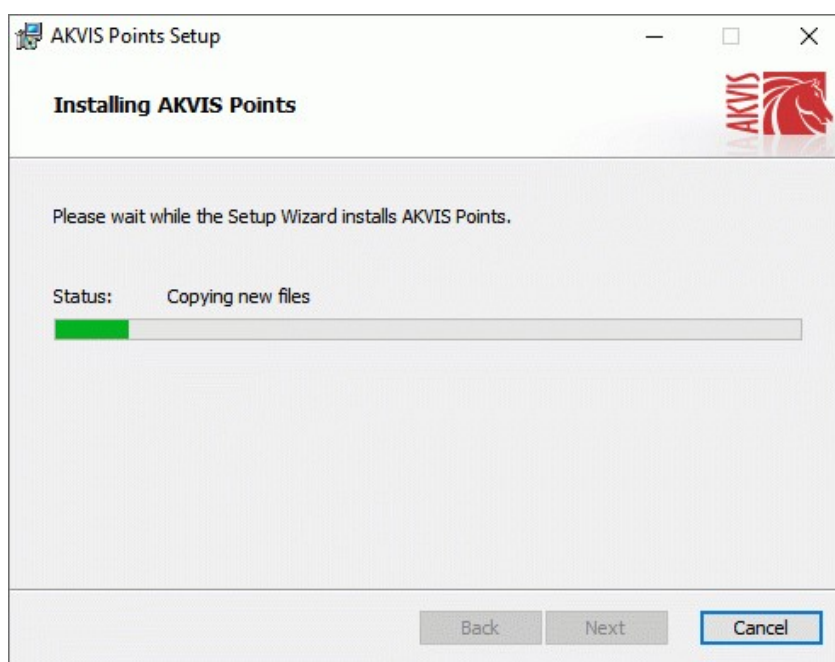 AKVIS Points Setup
Installing AKVIS Points
AKVIS
Please wait while the Setup Wizard installs AKVIS Points.
Status: Copying new files
Back Next Cancel